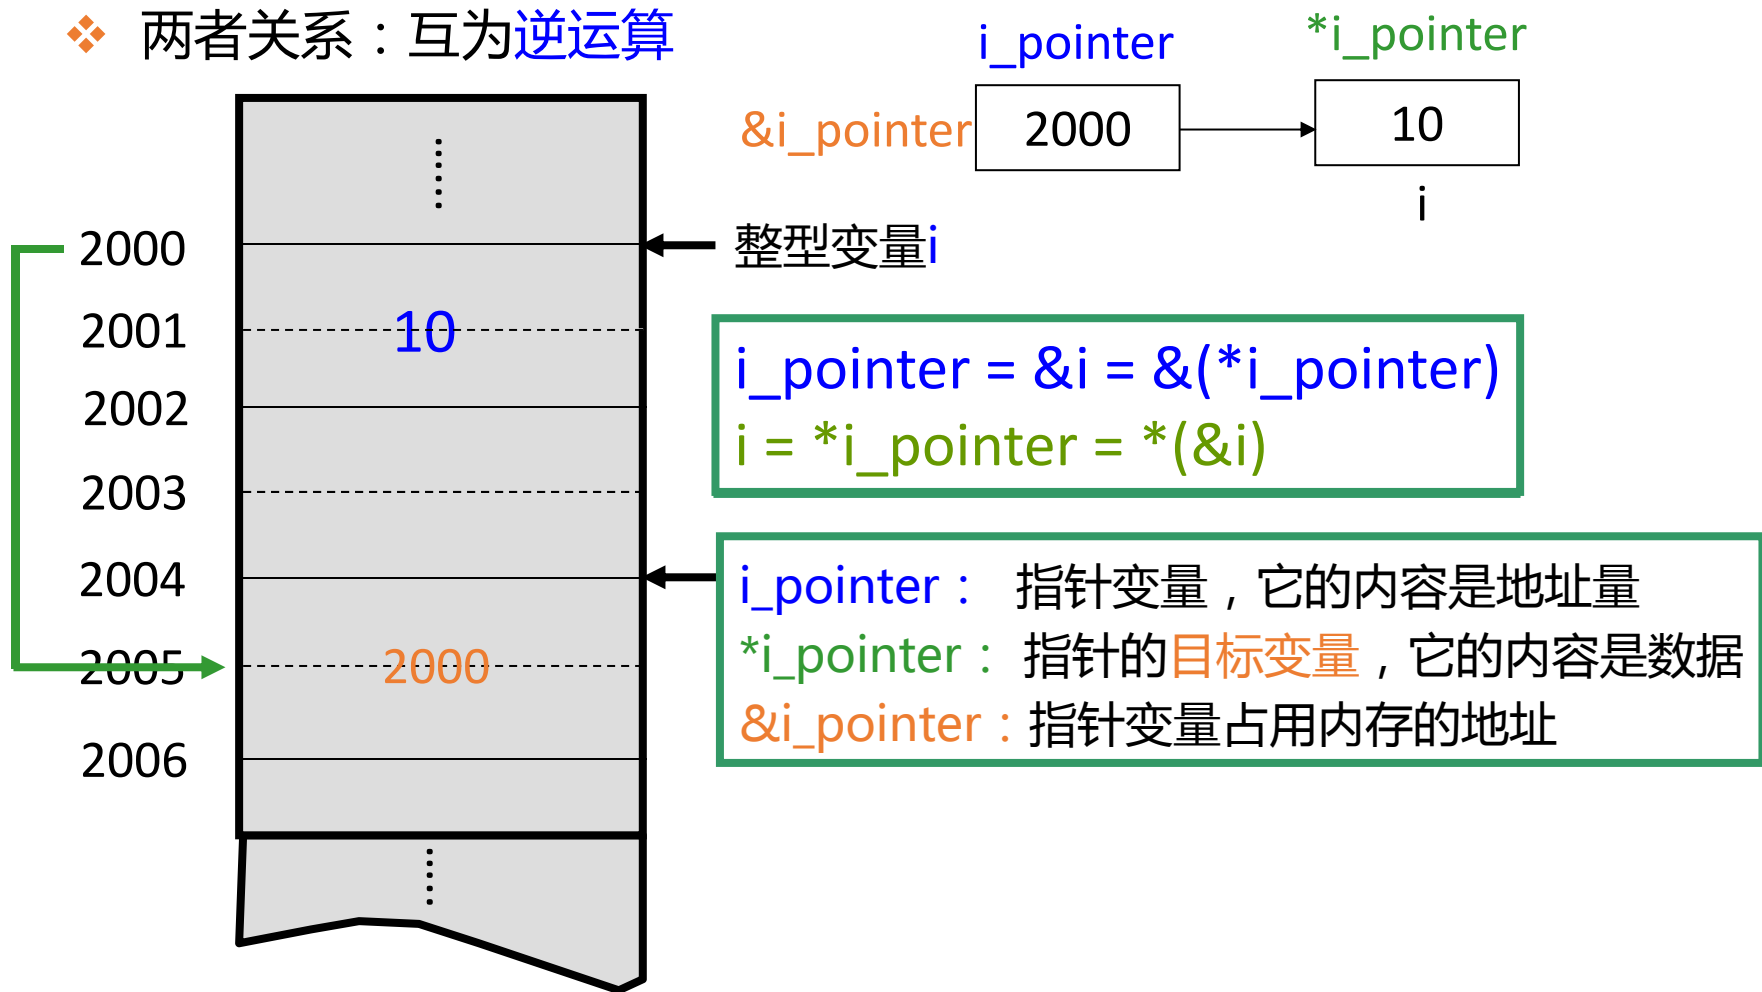 两者关系：互为逆运算
i_pointer
*i_pointer
&i_pointer
2000
10
i
2000
整型变量i
2001
10
i_pointer = &i = &(*i_pointer)
2002
i = *i_pointer = *(&i)
2003
2004
i_pointer： 指针变量，它的内容是地址量
2005
2000
*i_pointer： 指针的目标变量，它的内容是数据
&i_pointer：指针变量占用内存的地址
2006